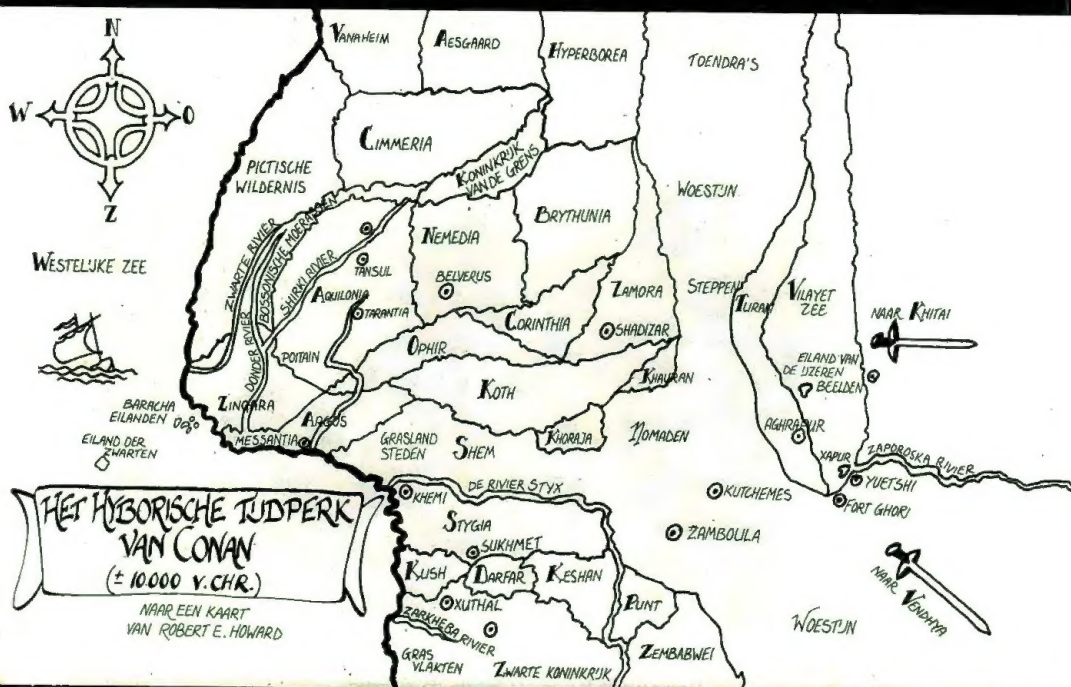 N
W
O
Z
VANAHEIM
AESGAARD
HYPERBOREA
TOENDRA'S
CIMMERIA
PICTISCHE
WILDERNIS
KONINKRIJK
VAN DE GRENS
WOESTIJN
BRYTHUNIA
NEMEDIA
ZWARTE RIVIER
BOSSONISCHE MOERASSEN
SHIRKI RIVIER
WESTELIJKE ZEE
TANSUL
BELVERUS
AQUILONIA
TARANTIA
ZAMORA
STEPPEN
TURAN
VILAYET
ZEE
NAAR KHITAI
CORINTHIA
SHADIZAR
OPHIR
DONDER RIVIER
POITAIN
EILAND VAN
DE IJZEREN
BEELDEN
KHAURAN
KOTH
ZINGARA
ARGOS
BARACHA
EILANDEN
MESSANTIA
EILAND DER
ZWARTEN
GRASLAND
STEDEN
SHEM
KHORAJA
NOMADEN
AGHRAPUR
XAPUR
ZAPOROSKA RIVIER
YUETSHI
FORT GHORI
KHEMI
DE RIVIER STYX
KUTCHEMES
HET HYBORISCHE TIJDPERK
VAN CONAN
(± 10.000 V. CHR.)
NAAR EEN KAART
VAN ROBERT E. HOWARD
STYGIA
SUKHMET
ZAMBOULA
KUSH
DARFAR
KESHAN
XUTHAL
PUNT
NAAR VENDHYA
ZARKHEBA RIVIER
WOESTIJN
GRAS
VLAKTEN
ZWARTE KONINKRIJK
ZEMBABWEI